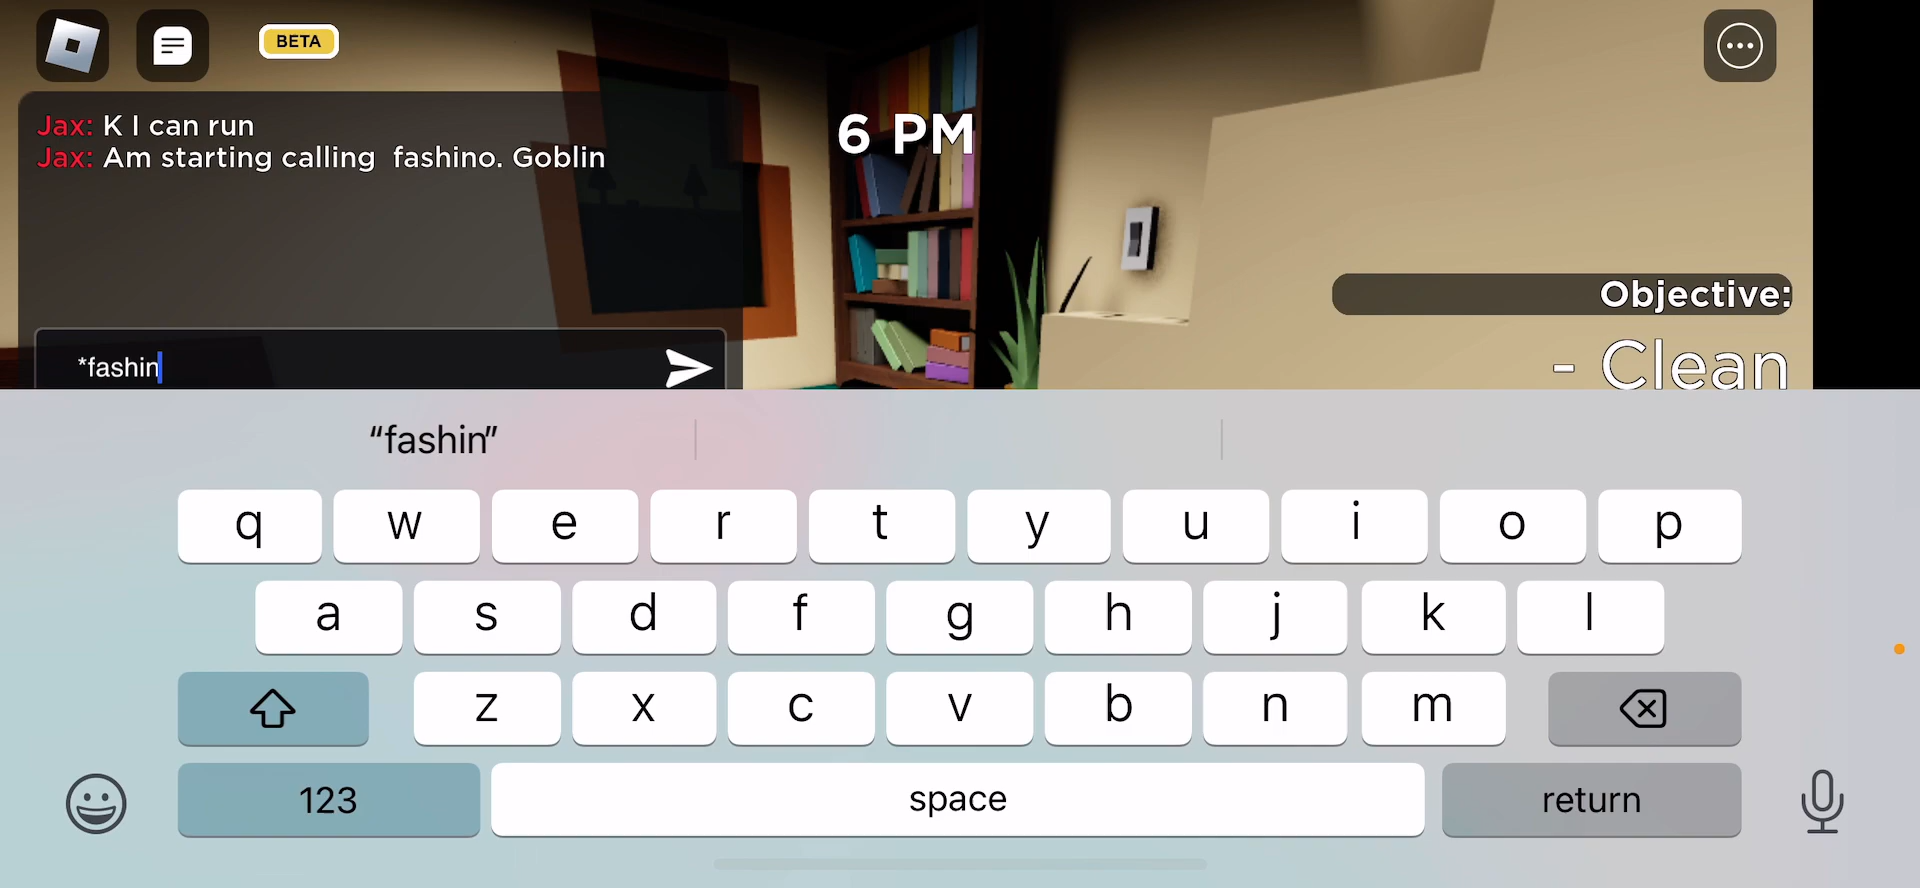 BETA
Jax: K I can run
Jax: Am starting calling  fashino. Goblin
6 PM
Objective:
- Clean
*fashin
“fashin”
q w e r t y u i o p
a s d f g h j k l
z x c v b n m
123 space return